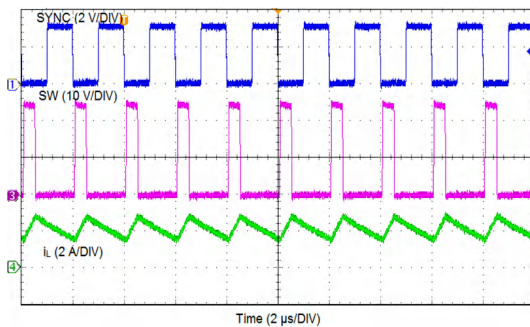 SYNC (2 V/DIV)
T
1
SW (10 V/DIV)
3
iL (2 A/DIV)
4
Time (2 µs/DIV)